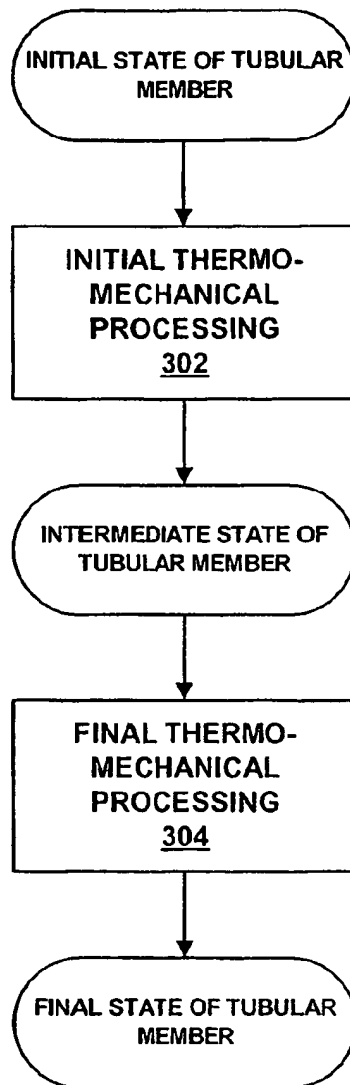 INITIAL STATE OF TUBULAR
MEMBER
INITIAL THERMO-
MECHANICAL
PROCESSING
302
INTERMEDIATE STATE OF
TUBULAR MEMBER
FINAL THERMO-
MECHANICAL
PROCESSING
304
FINAL STATE OF TUBULAR
MEMBER